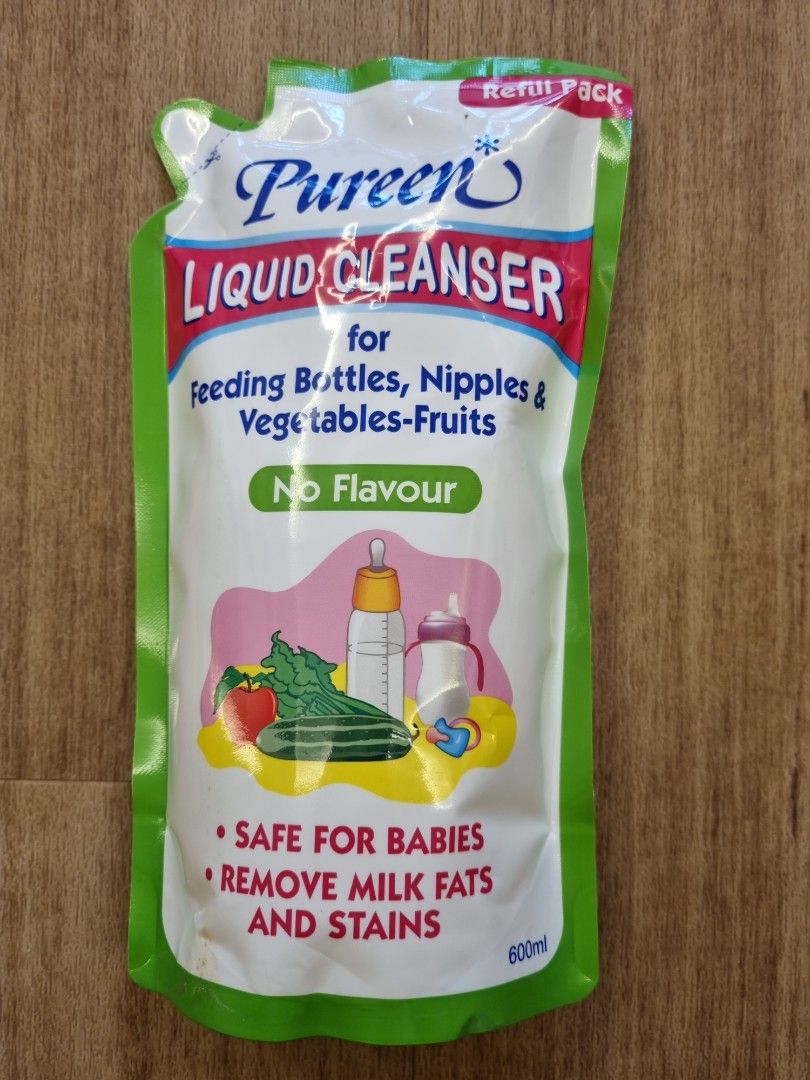 Refill Pack
Pureen*
LIQUID CLEANSER
for
Feeding Bottles, Nipples &
Vegetables-Fruits
No Flavour
• SAFE FOR BABIES
• REMOVE MILK FATS
AND STAINS
600ml